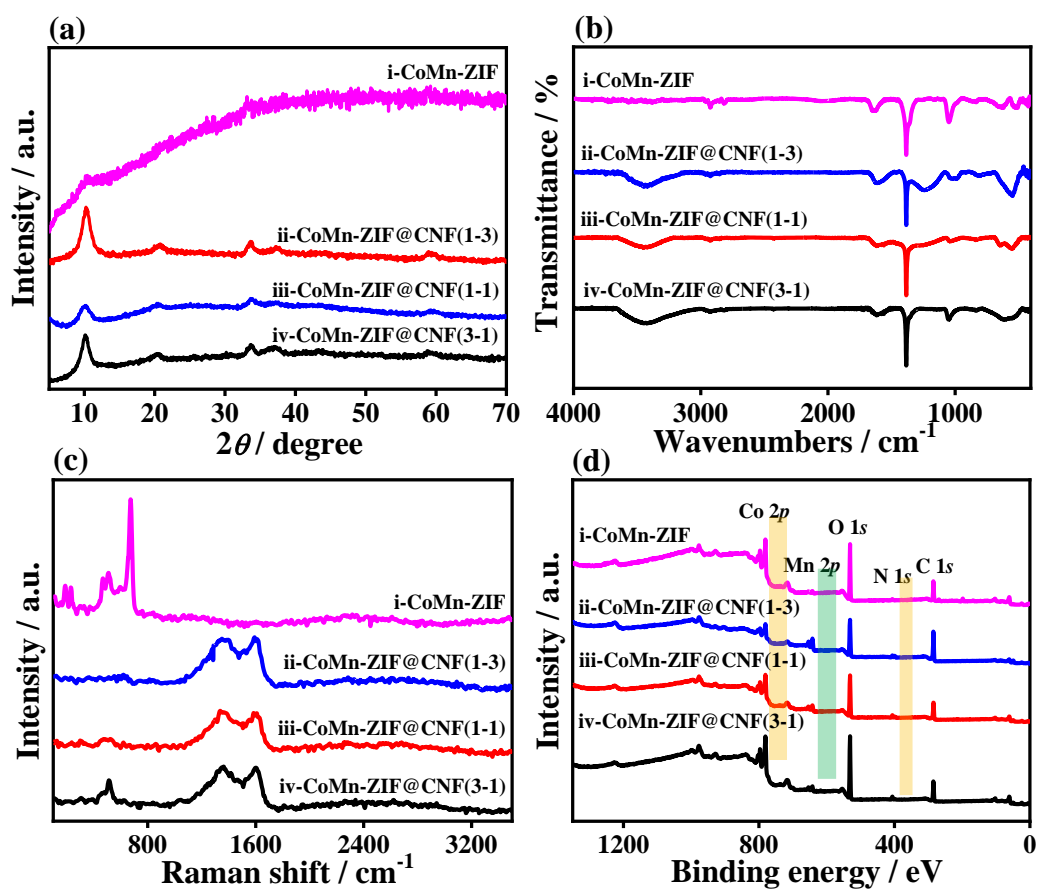 (a)
i-CoMn-ZIF
ii-CoMn-ZIF@CNF(1-3)
iii-CoMn-ZIF@CNF(1-1)
iv-CoMn-ZIF@CNF(3-1)
Intensity / a.u.
10 20 30 40 50 60 70
2θ / degree
(b)
i-CoMn-ZIF
ii-CoMn-ZIF@CNF(1-3)
iii-CoMn-ZIF@CNF(1-1)
iv-CoMn-ZIF@CNF(3-1)
Transmittance / %
4000 3000 2000 1000
Wavenumbers / cm⁻¹
(c)
i-CoMn-ZIF
ii-CoMn-ZIF@CNF(1-3)
iii-CoMn-ZIF@CNF(1-1)
iv-CoMn-ZIF@CNF(3-1)
Intensity / a.u.
800 1600 2400 3200
Raman shift / cm⁻¹
(d)
Co 2p
O 1s
i-CoMn-ZIF
Mn 2p
N 1s
C 1s
ii-CoMn-ZIF@CNF(1-3)
iii-CoMn-ZIF@CNF(1-1)
iv-CoMn-ZIF@CNF(3-1)
Intensity / a.u.
1200 800 400 0
Binding energy / eV